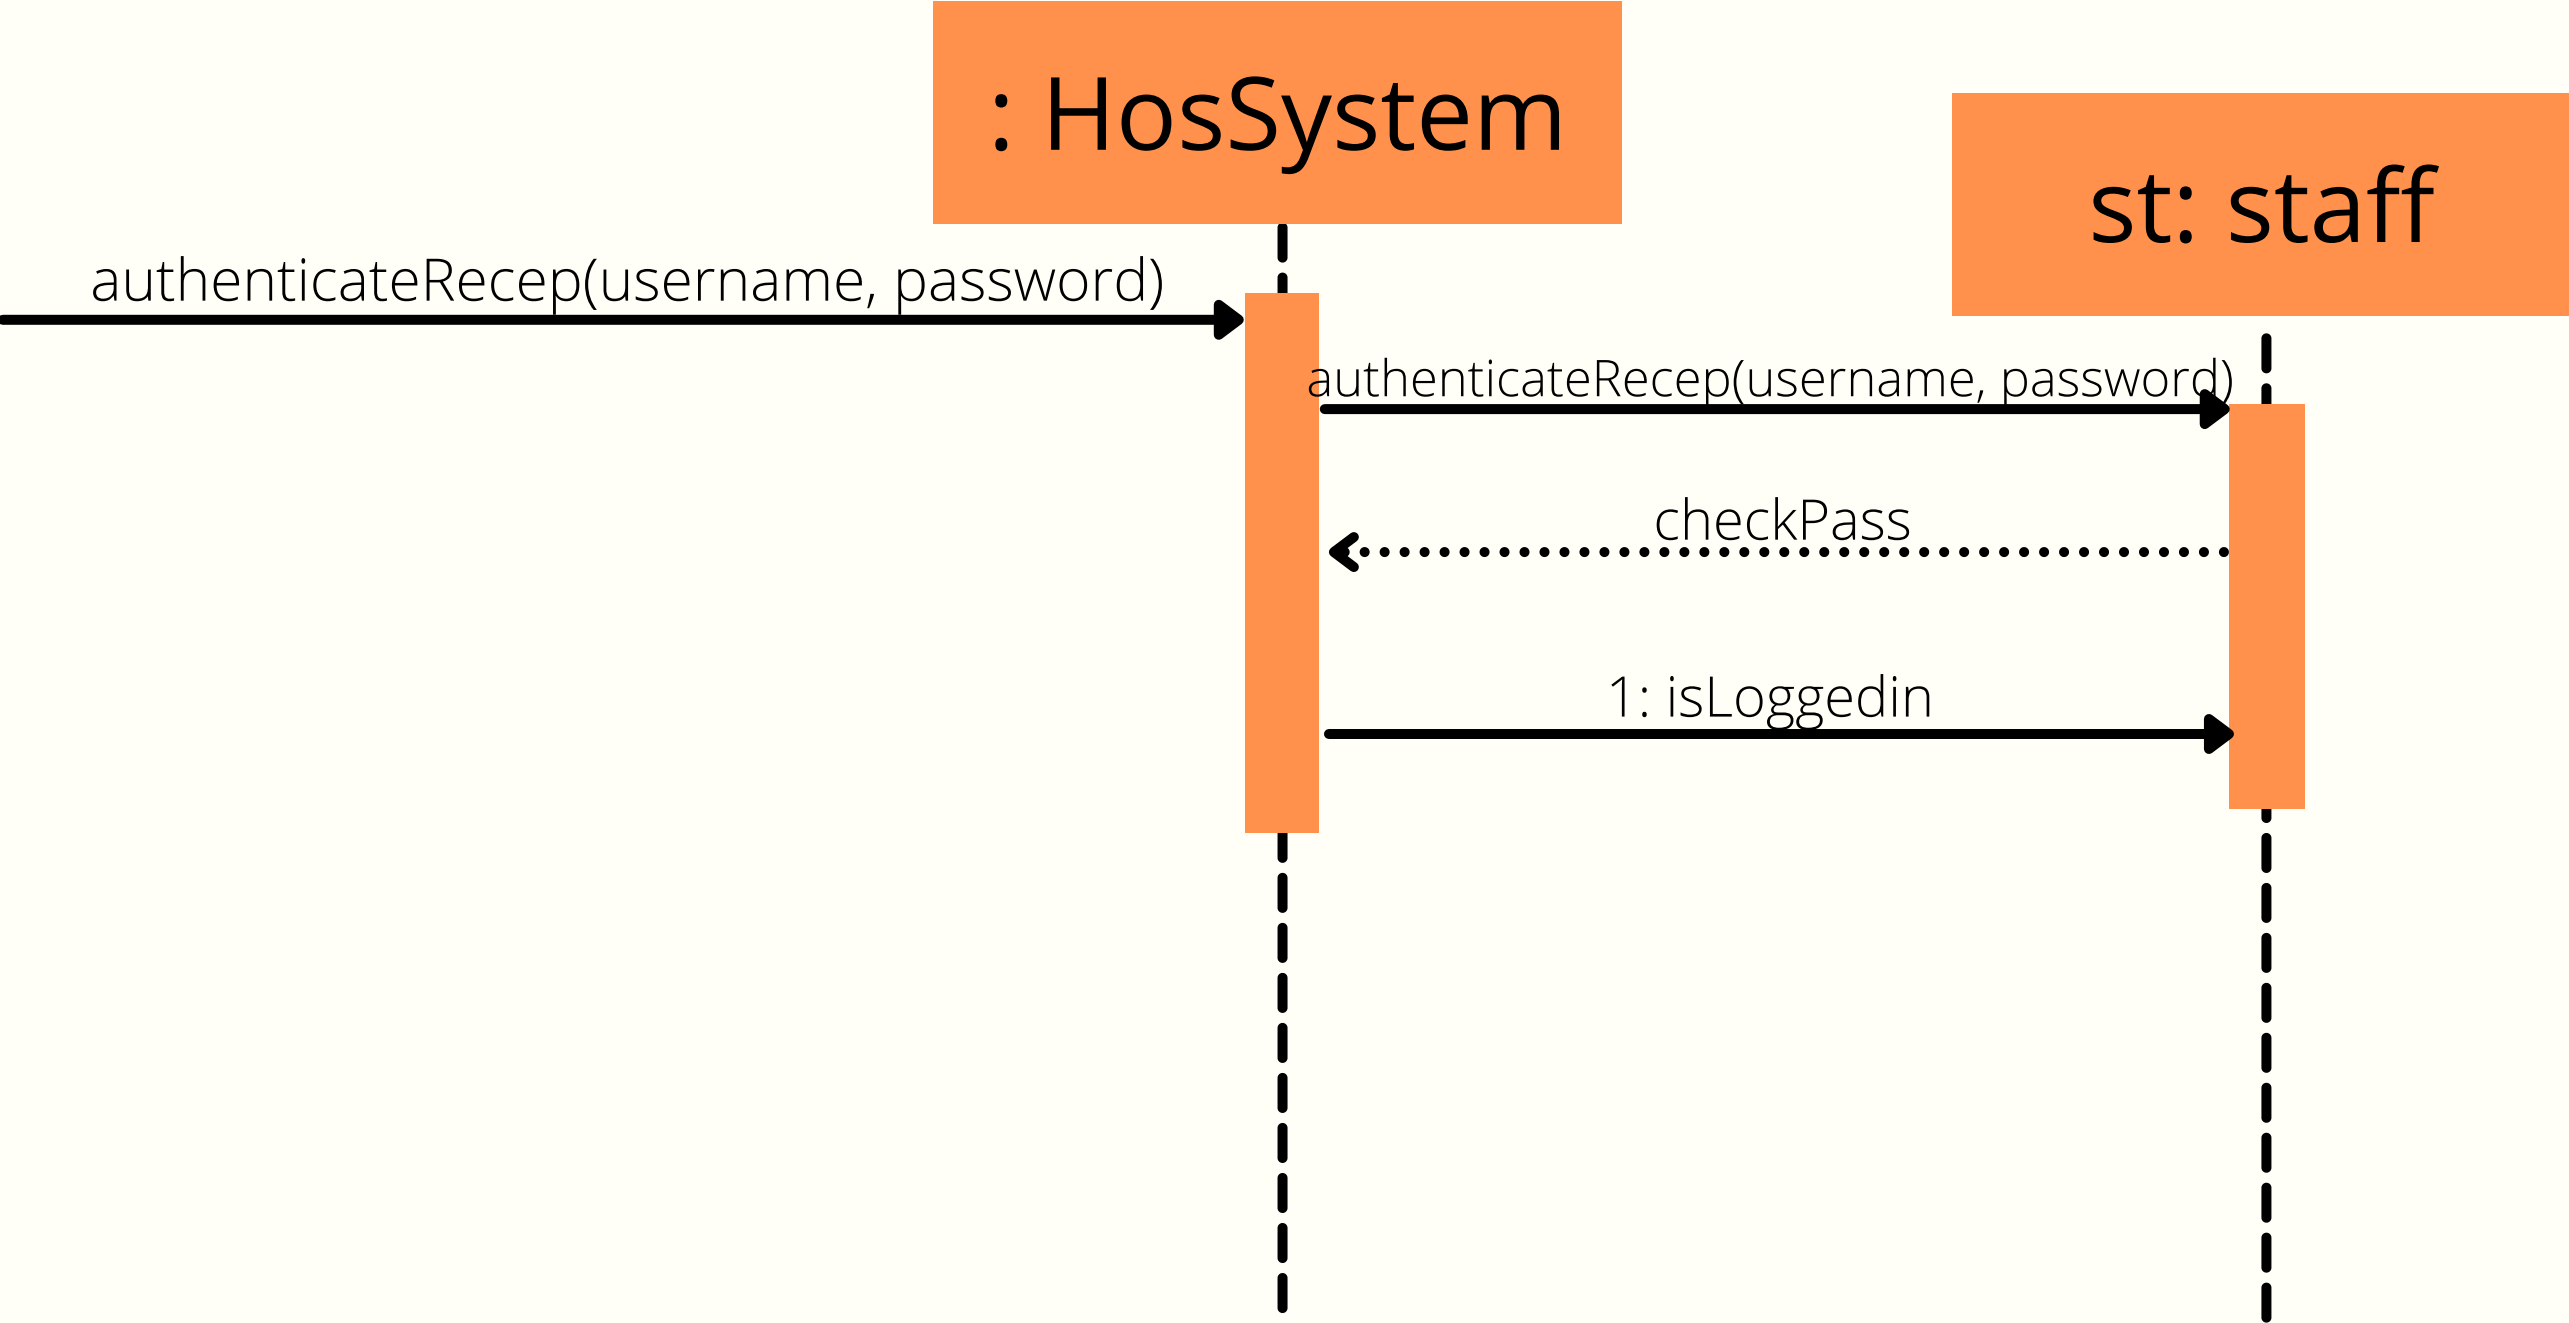 : HosSystem
st: staff
authenticateRecep(username, password)
authenticateRecep(username, password)
checkPass
1: isLoggedin